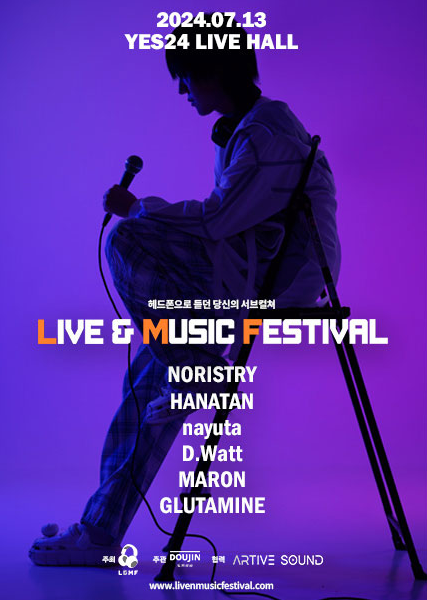 2024.07.13
YES24 LIVE HALL
헤드폰으로 듣던 당신의 서브컬쳐
LIVE & MUSIC FESTIVAL
NORISTRY
HANATAN
nayuta
D.Watt
MARON
GLUTAMINE
주최 L&MF 주관 DOUJIN 협력 ARTIVE SOUND
www.livenmusicfestival.com